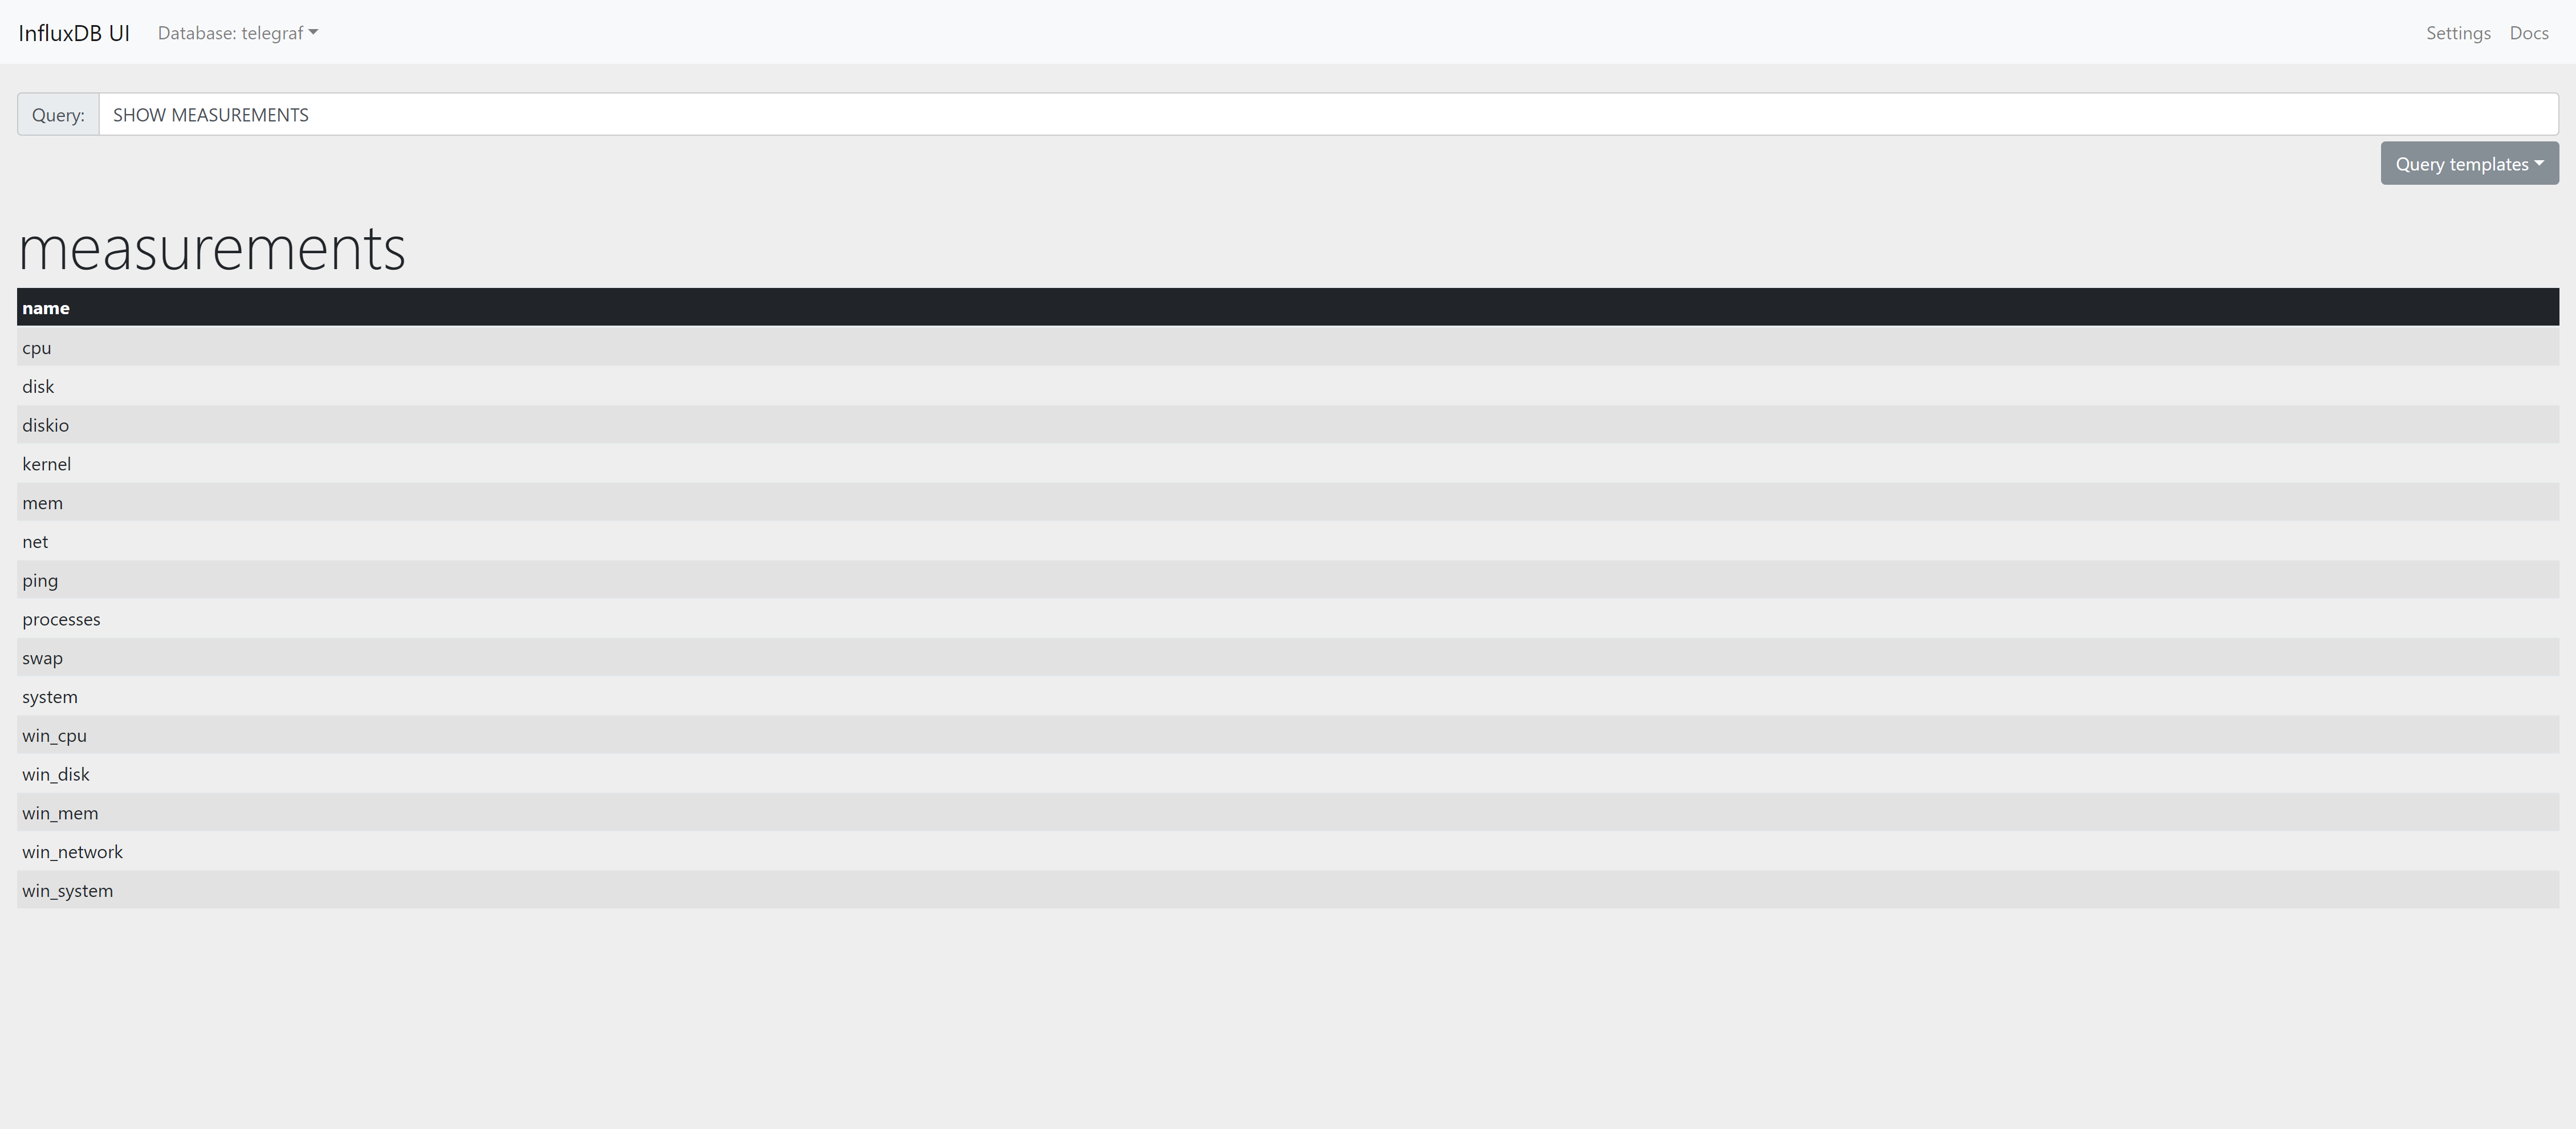 InfluxDB UI Database: telegraf Settings Docs
Query: SHOW MEASUREMENTS
Query templates
measurements
name
cpu
disk
diskio
kernel
mem
net
ping
processes
swap
system
win_cpu
win_disk
win_mem
win_network
win_system